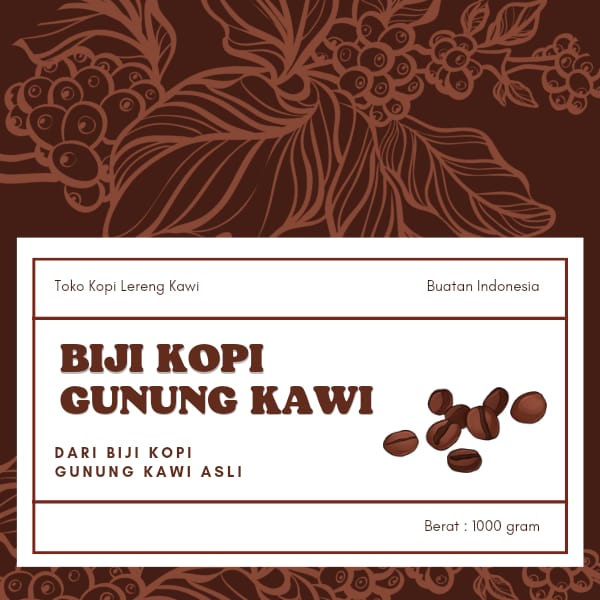 Toko Kopi Lereng Kawi
Buatan Indonesia
BIJI KOPI
GUNUNG KAWI
DARI BIJI KOPI
GUNUNG KAWI ASLI
Berat : 1000 gram